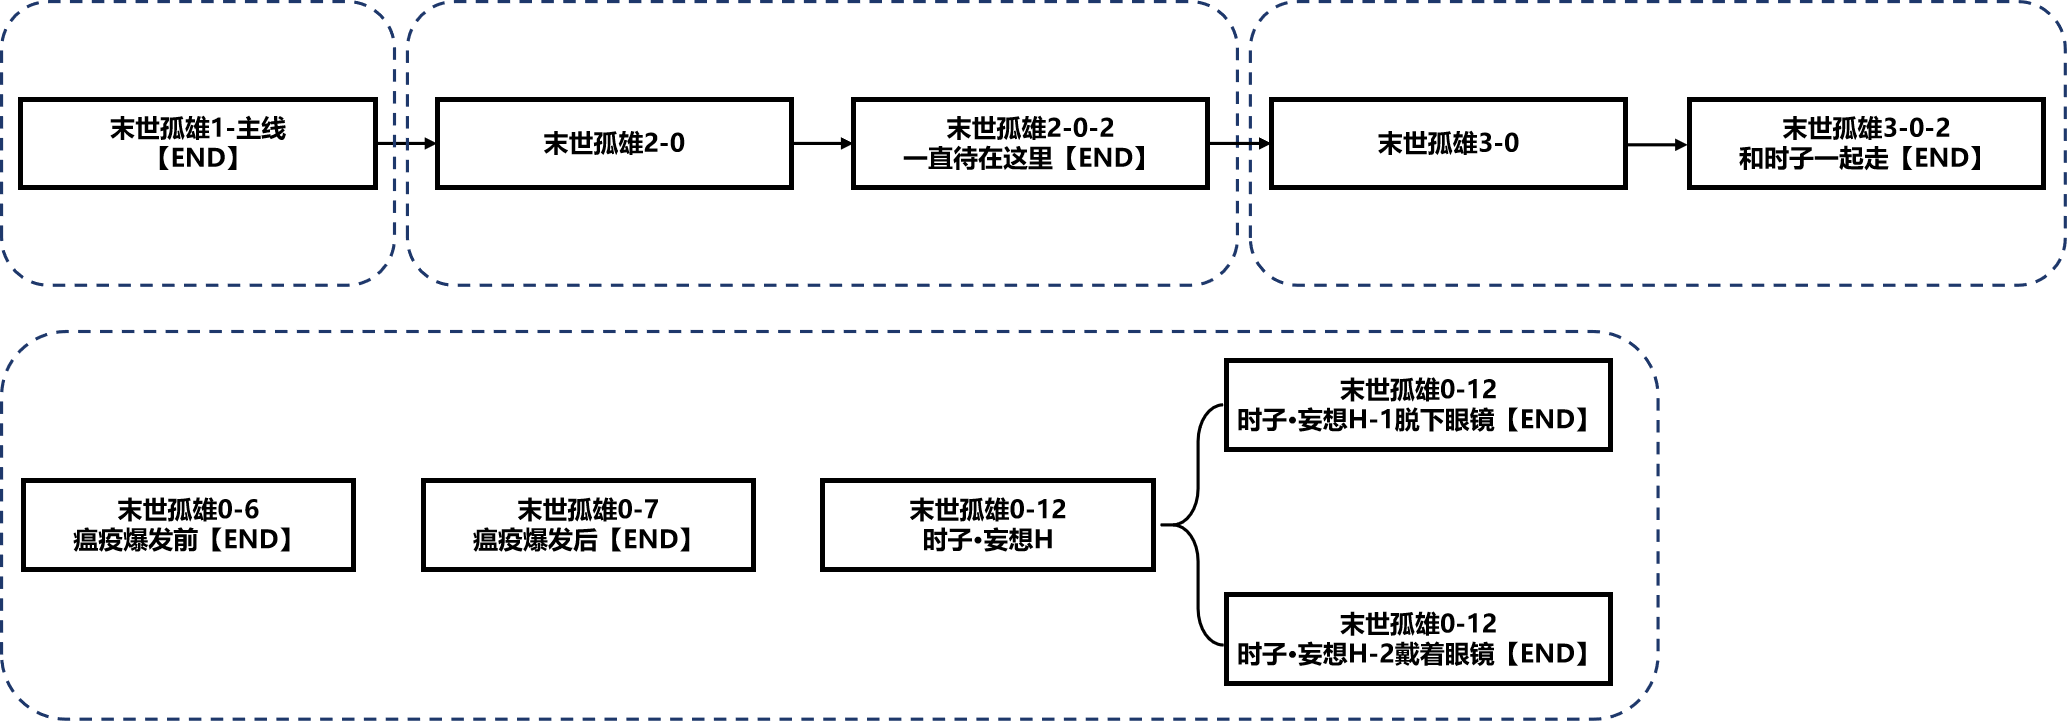 末世孤雄1-主线
【END】
末世孤雄2-0
末世孤雄2-0-2
一直待在这里【END】
末世孤雄3-0
末世孤雄3-0-2
和时子一起走【END】
末世孤雄0-6
瘟疫爆发前【END】
末世孤雄0-7
瘟疫爆发后【END】
末世孤雄0-12
时子·妄想H
末世孤雄0-12
时子·妄想H-1脱下眼镜【END】
末世孤雄0-12
时子·妄想H-2戴着眼镜【END】